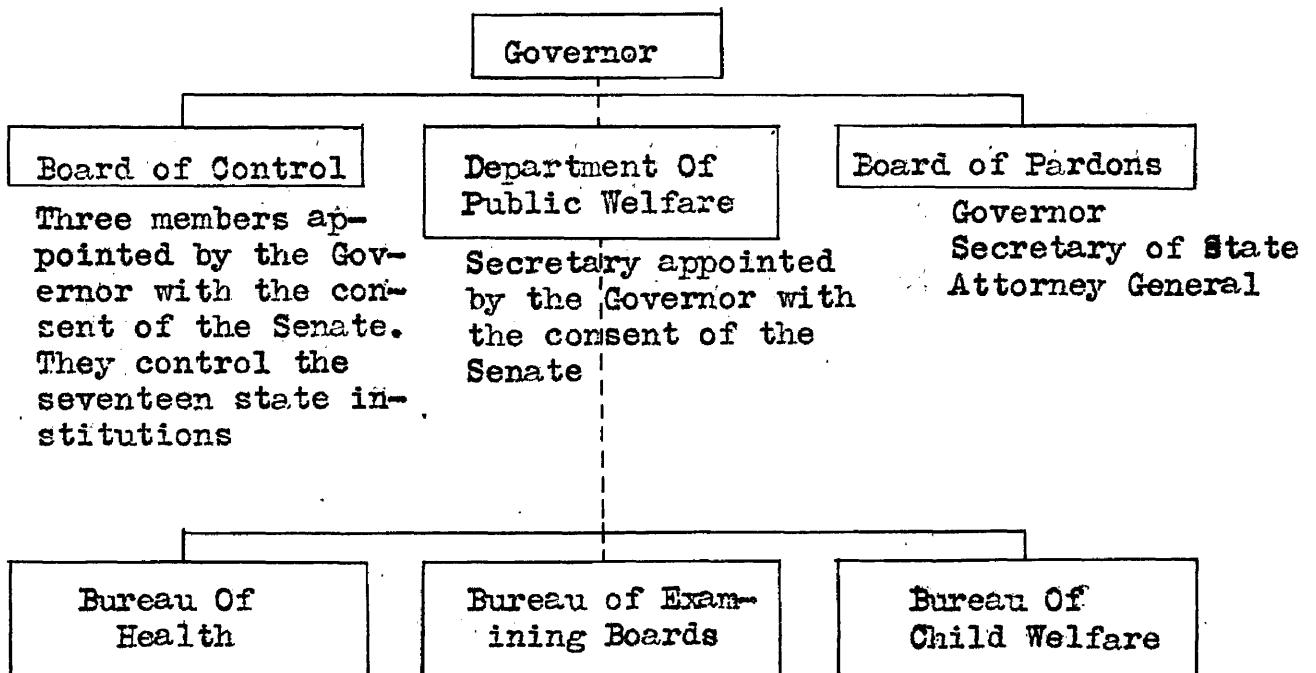 Governor
Board of Control
Three members ap-
pointed by the Gov-
ernor with the con-
sent of the Senate.
They control the
seventeen state in-
stitutions
Department Of
Public Welfare
Secretary appointed
by the Governor with
the consent of the
Senate
Board of Pardons
Governor
Secretary of State
Attorney General
Bureau Of
Health
Bureau of Exam-
ining Boards
Bureau Of
Child Welfare